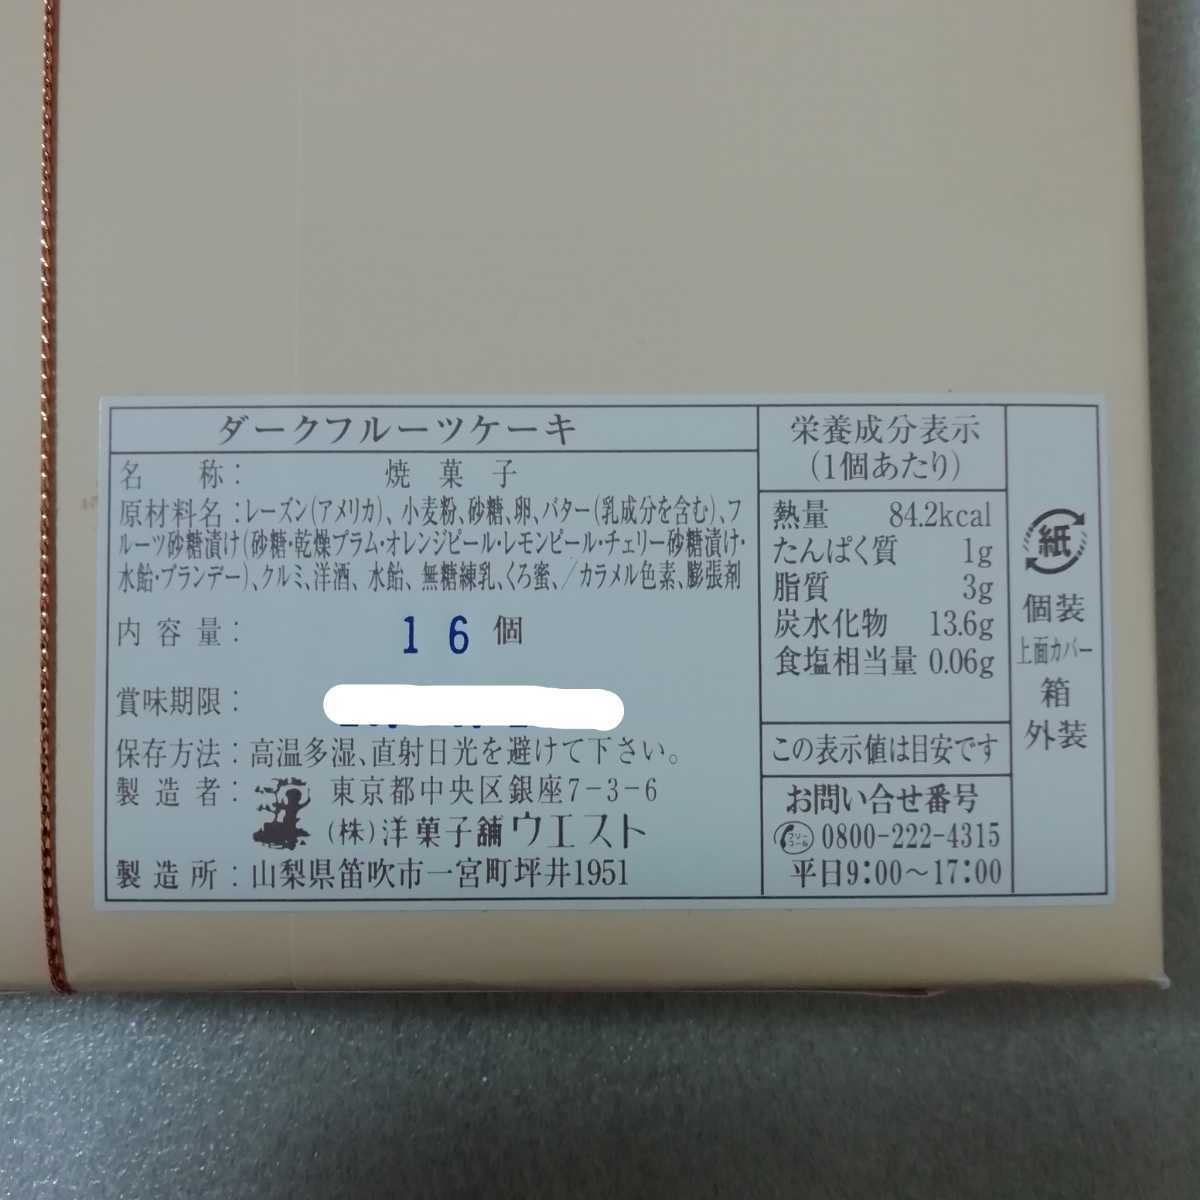 ダークフルーツケーキ
名称: 焼菓子
原材料名:レーズン(アメリカ)、小麦粉、砂糖、卵、バター(乳成分を含む)、フ
ルーツ砂糖漬け(砂糖・乾燥プラム・オレンジピール・レモンピール・チェリー砂糖漬け・
水飴・ブランデー)、クルミ、洋酒、水飴、無糖練乳、くろ蜜、/カラメル色素、膨張剤
内容量: 16個
賞味期限:
保存方法:高温多湿、直射日光を避けて下さい。
製造者: 東京都中央区銀座7-3-6
(株)洋菓子舗ウエスト
製造所:山梨県笛吹市一宮町坪井1951
栄養成分表示
(1個あたり)
熱量 84.2kcal
たんぱく質 1g
脂質 3g
炭水化物 13.6g
食塩相当量 0.06g
この表示値は目安です
お問い合せ番号
フリーコール 0800-222-4315
平日9:00～17:00
紙
個装
上面カバー
箱
外装